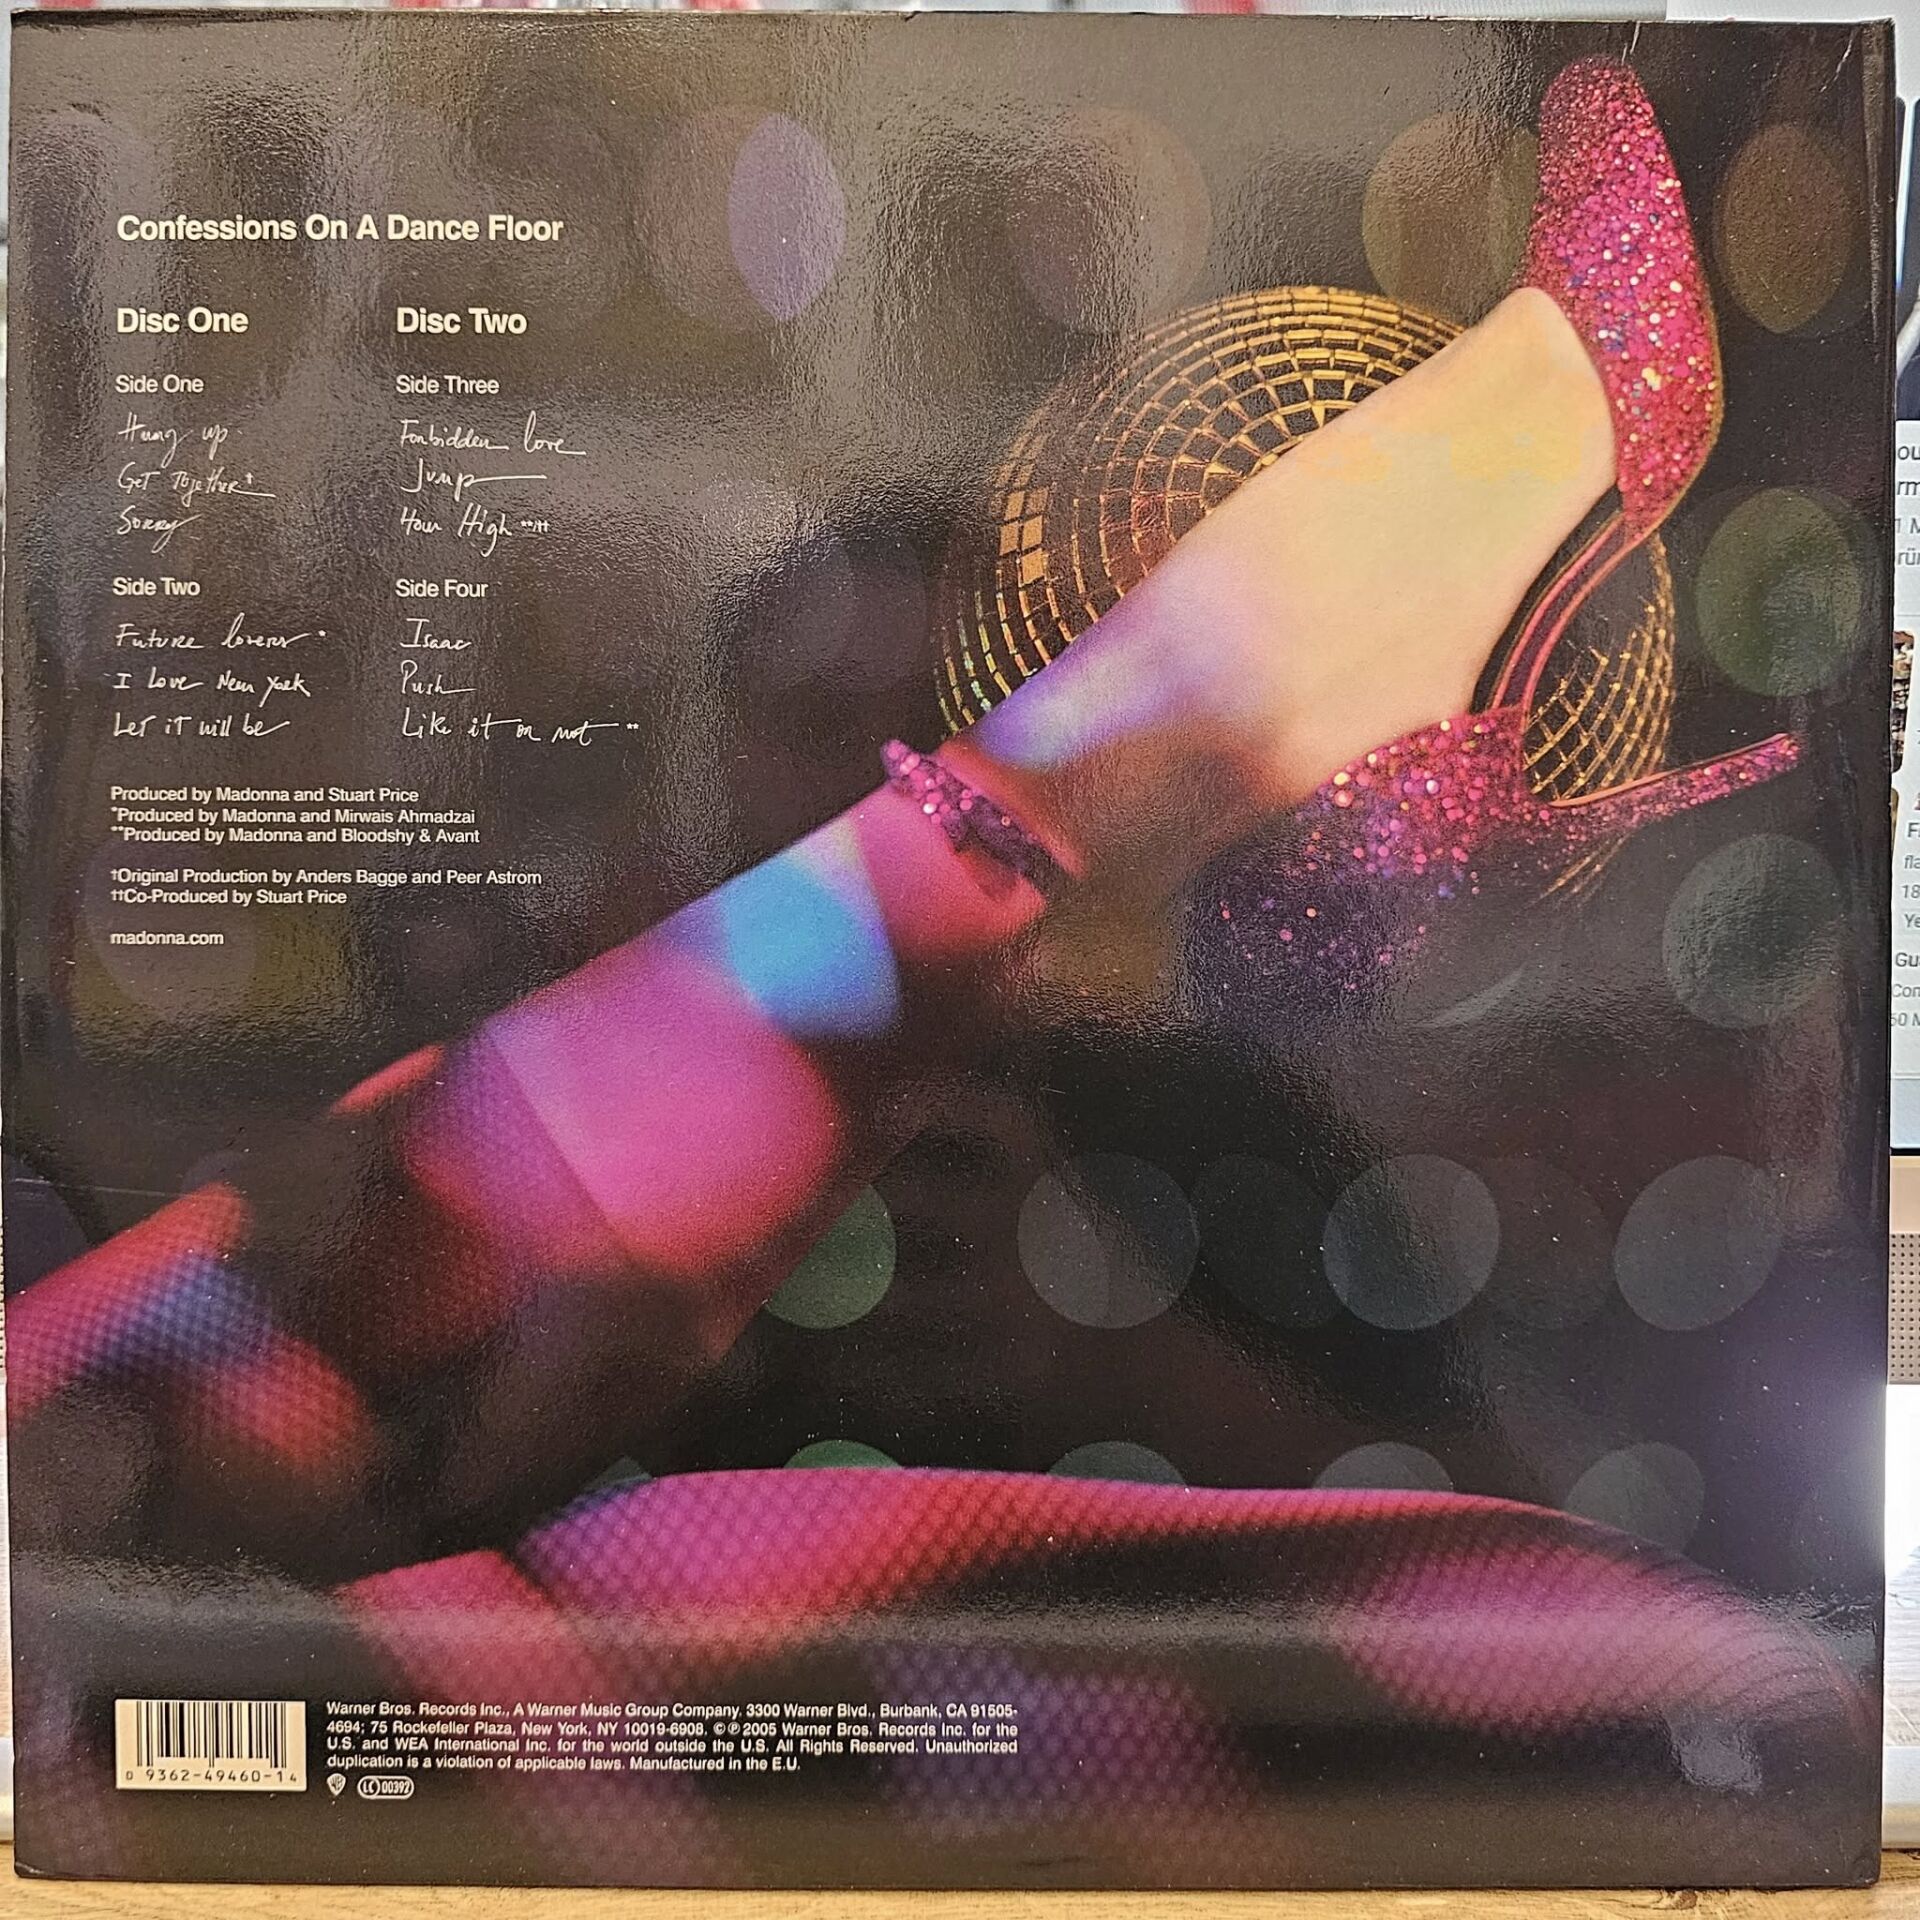 Confessions On A Dance Floor
Disc One
Side One
Hung up
Get Together†
Sorry
Side Two
Future lovers *
I Love New York
Let it will be
Disc Two
Side Three
Forbidden love
Jump
How High **/††
Side Four
Isaac
Push
Like it or not **
Produced by Madonna and Stuart Price
*Produced by Madonna and Mirwais Ahmadzai
**Produced by Madonna and Bloodshy & Avant
†Original Production by Anders Bagge and Peer Astrom
††Co-Produced by Stuart Price
madonna.com
0 9362-49460-1 4
Warner Bros. Records Inc., A Warner Music Group Company. 3300 Warner Blvd., Burbank, CA 91505-
4694; 75 Rockefeller Plaza, New York, NY 10019-6908. ©℗ 2005 Warner Bros. Records Inc. for the
U.S. and WEA International Inc. for the world outside the U.S. All Rights Reserved. Unauthorized
duplication is a violation of applicable laws. Manufactured in the E.U.
WB LC 00392